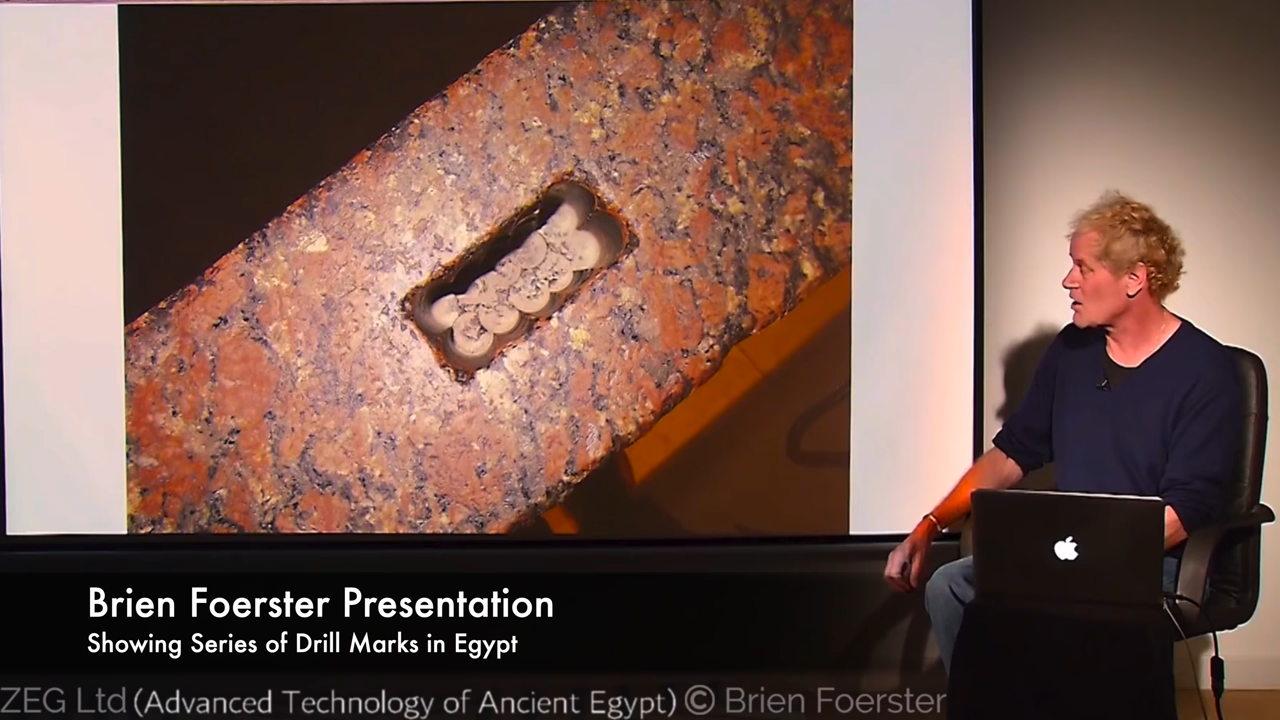 Brien Foerster Presentation
Showing Series of Drill Marks in Egypt
ZEG Ltd (Advanced Technology of Ancient Egypt) © Brien Foerster